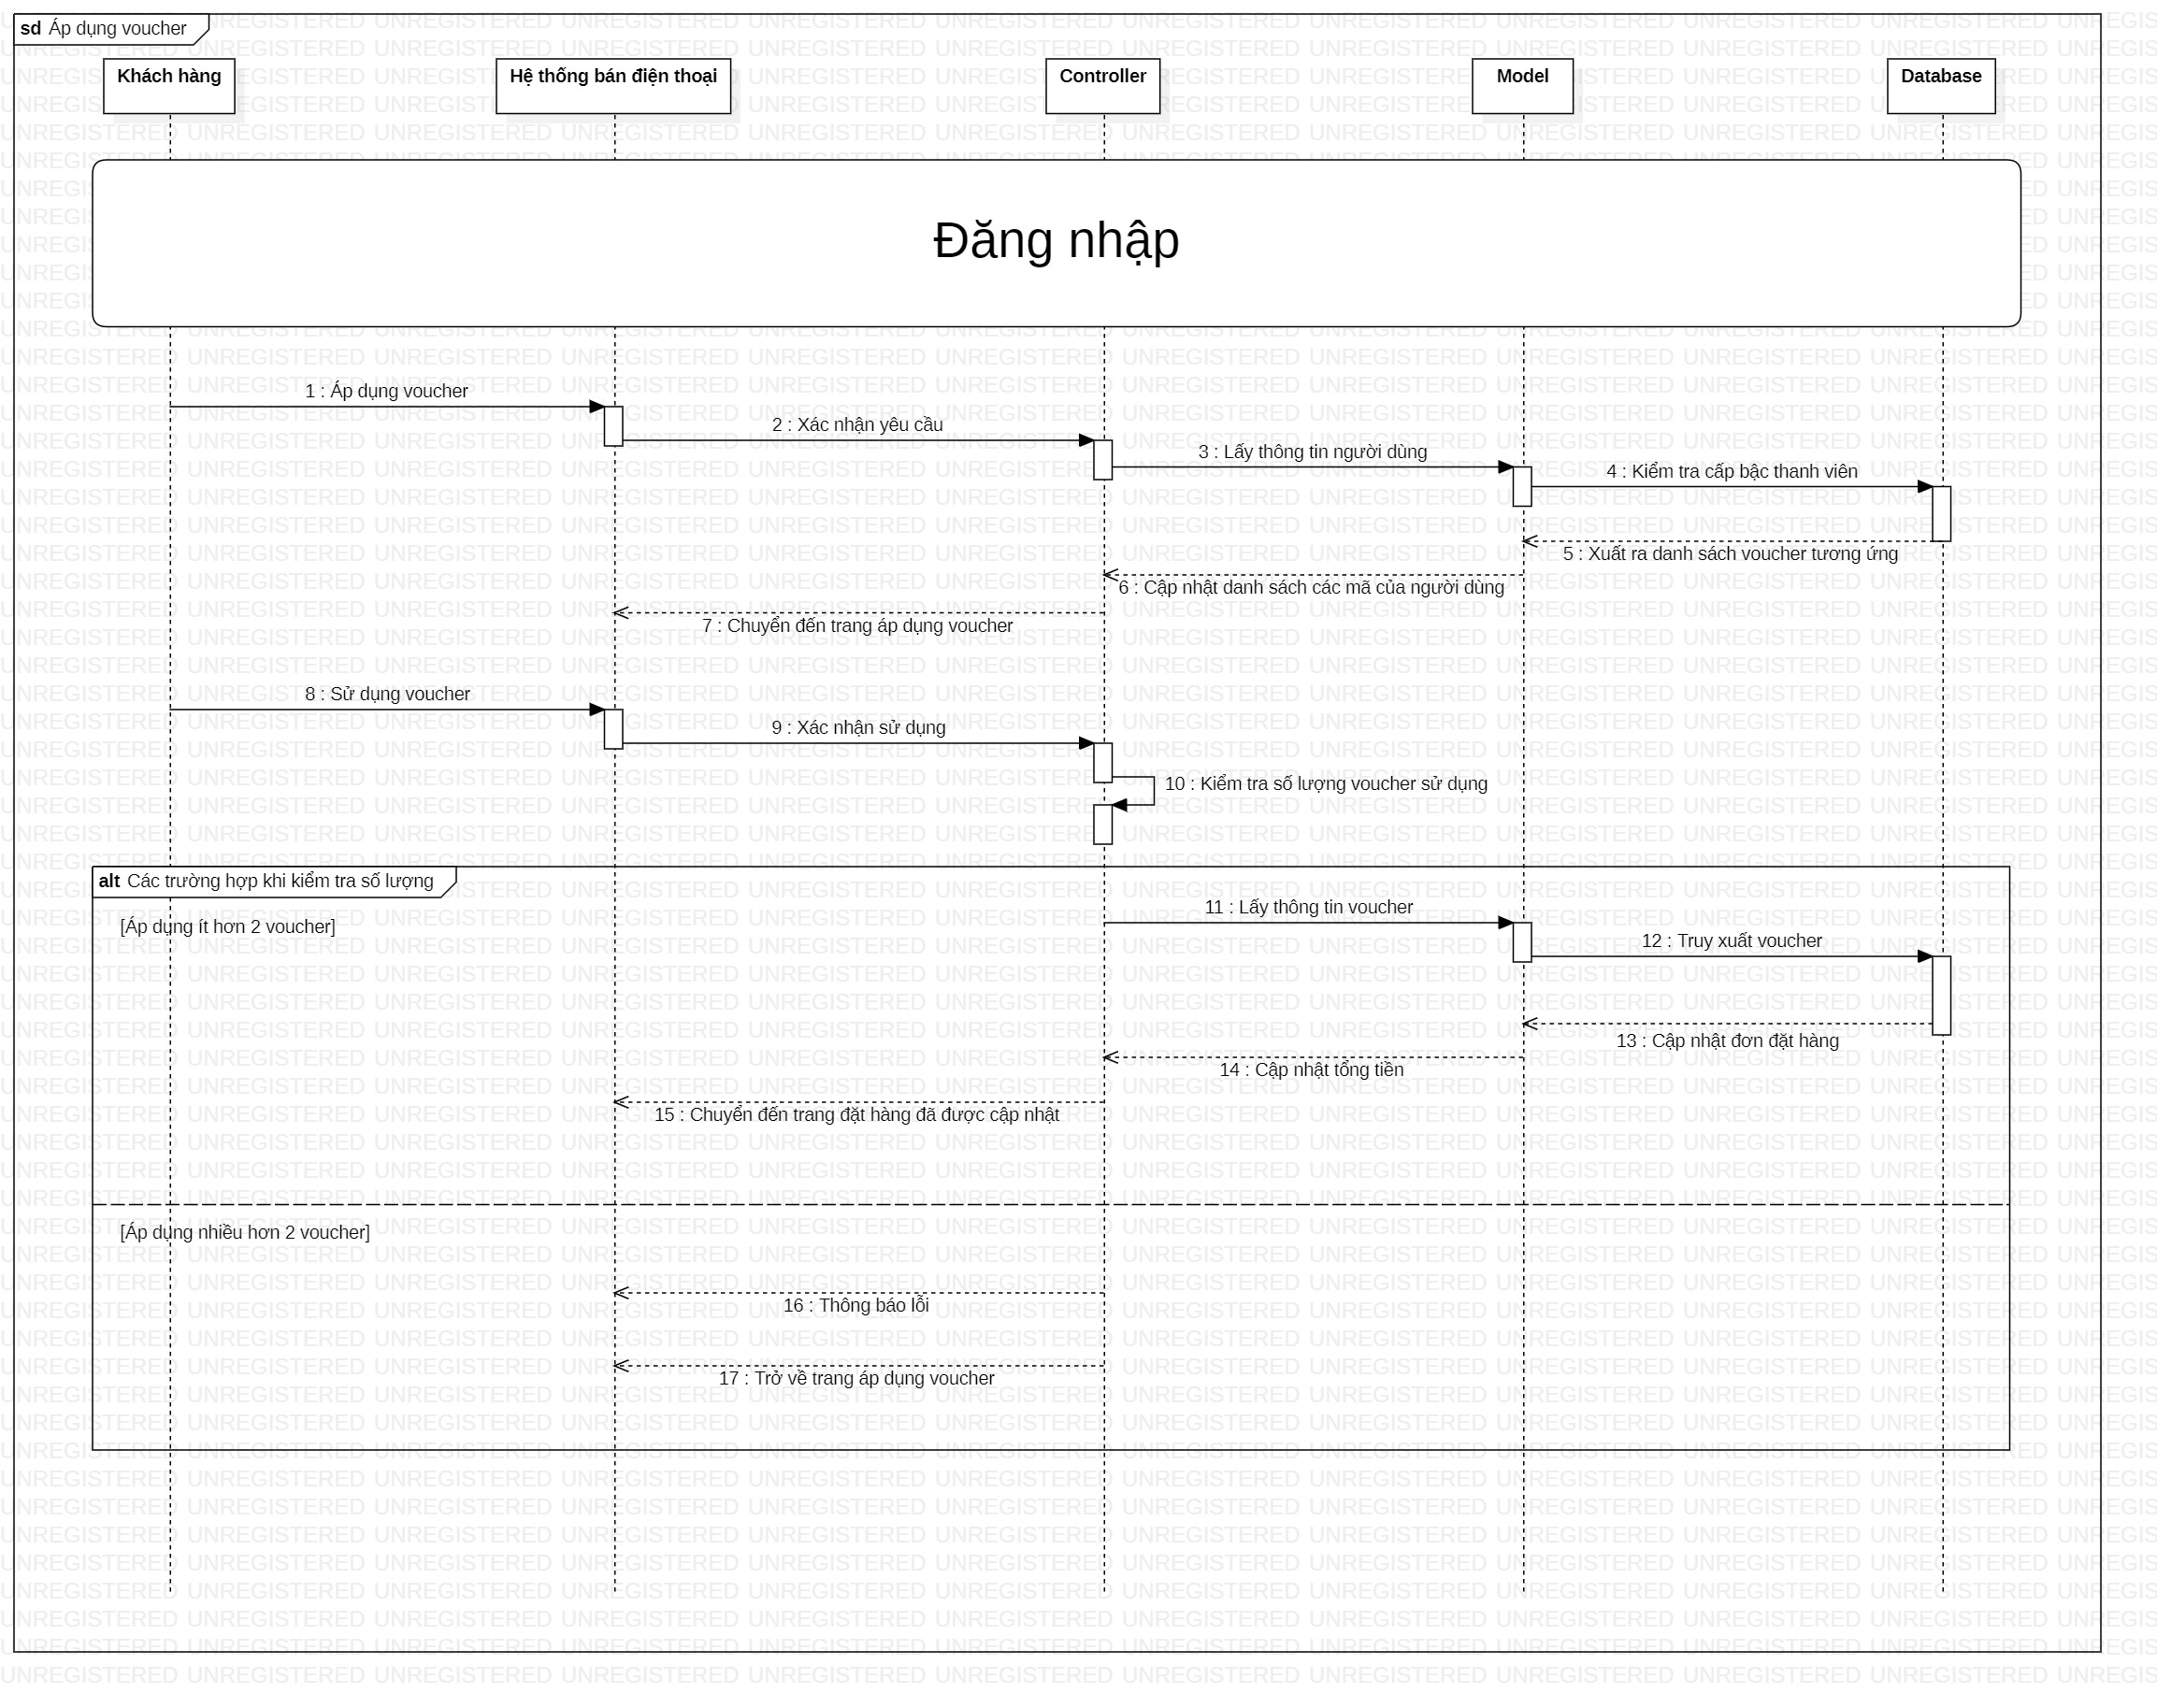 sd Áp dụng voucher
Khách hàng
Hệ thống bán điện thoại
Controller
Model
Database
Đăng nhập
1 : Áp dụng voucher
2 : Xác nhận yêu cầu
3 : Lấy thông tin người dùng
4 : Kiểm tra cấp bậc thanh viên
5 : Xuất ra danh sách voucher tương ứng
6 : Cập nhật danh sách các mã của người dùng
7 : Chuyển đến trang áp dụng voucher
8 : Sử dụng voucher
9 : Xác nhận sử dụng
10 : Kiểm tra số lượng voucher sử dụng
alt Các trường hợp khi kiểm tra số lượng
[Áp dụng ít hơn 2 voucher]
11 : Lấy thông tin voucher
12 : Truy xuất voucher
13 : Cập nhật đơn đặt hàng
14 : Cập nhật tổng tiền
15 : Chuyển đến trang đặt hàng đã được cập nhật
[Áp dụng nhiều hơn 2 voucher]
16 : Thông báo lỗi
17 : Trở về trang áp dụng voucher
UNREGISTERED